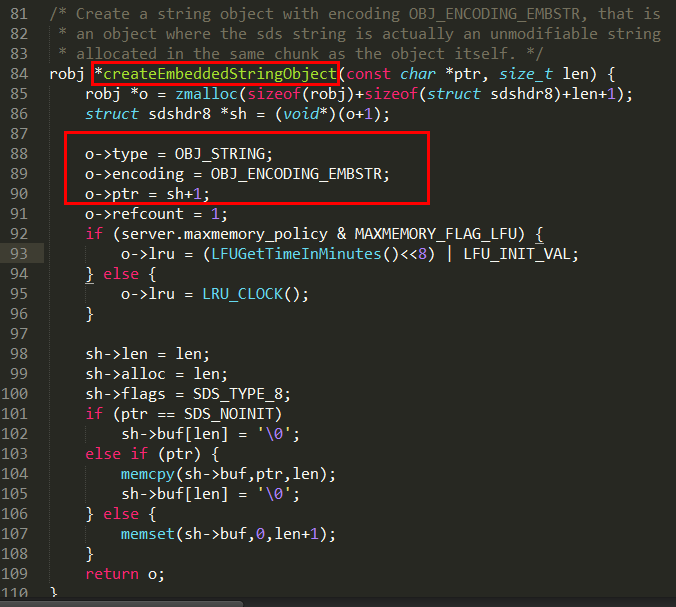 81 /* Create a string object with encoding OBJ_ENCODING_EMBSTR, that is
82  * an object where the sds string is actually an unmodifiable string
83  * allocated in the same chunk as the object itself. */
84 robj *createEmbeddedStringObject(const char *ptr, size_t len) {
85     robj *o = zmalloc(sizeof(robj)+sizeof(struct sdshdr8)+len+1);
86     struct sdshdr8 *sh = (void*)(o+1);
87
88     o->type = OBJ_STRING;
89     o->encoding = OBJ_ENCODING_EMBSTR;
90     o->ptr = sh+1;
91     o->refcount = 1;
92     if (server.maxmemory_policy & MAXMEMORY_FLAG_LFU) {
93         o->lru = (LFUGetTimeInMinutes()<<8) | LFU_INIT_VAL;
94     } else {
95         o->lru = LRU_CLOCK();
96     }
97
98     sh->len = len;
99     sh->alloc = len;
100     sh->flags = SDS_TYPE_8;
101     if (ptr == SDS_NOINIT)
102         sh->buf[len] = '\0';
103     else if (ptr) {
104         memcpy(sh->buf,ptr,len);
105         sh->buf[len] = '\0';
106     } else {
107         memset(sh->buf,0,len+1);
108     }
109     return o;
110 }